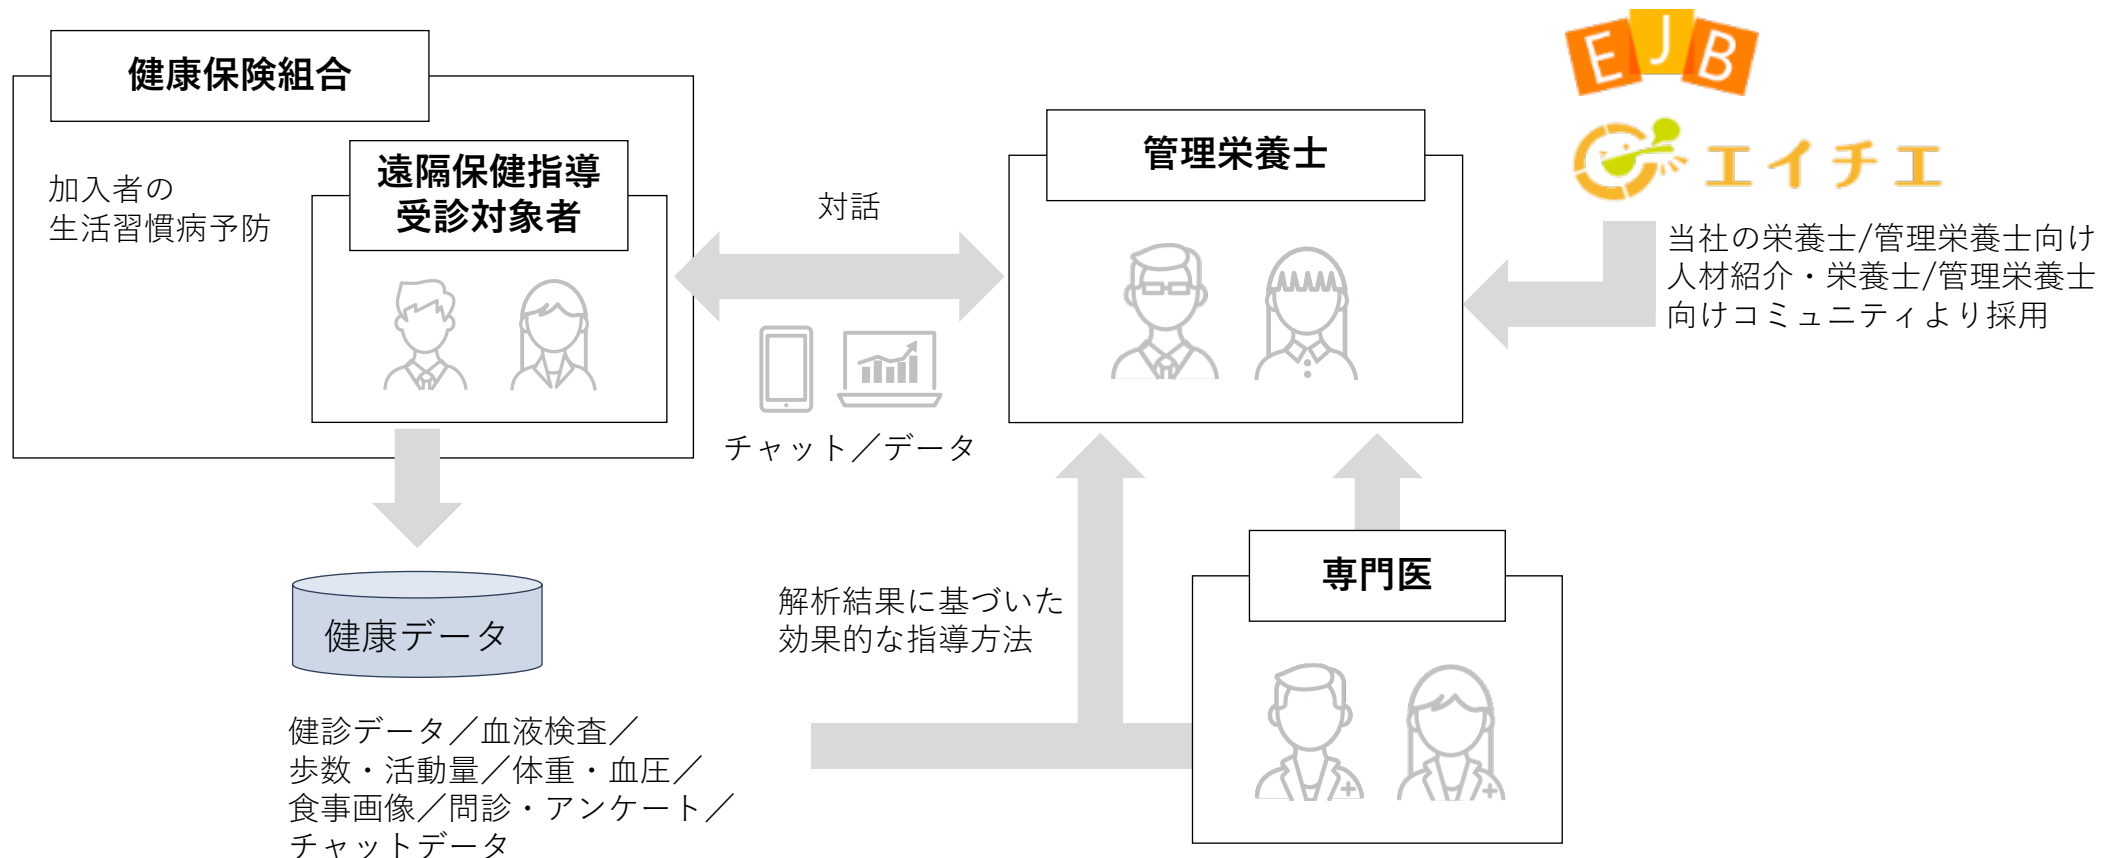 健康保険組合
加入者の
生活習慣病予防
遠隔保健指導
受診対象者
対話
チャット／データ
管理栄養士
EJB
エイチエ
当社の栄養士/管理栄養士向け
人材紹介・栄養士/管理栄養士
向けコミュニティより採用
健康データ
健診データ／血液検査／
歩数・活動量／体重・血圧／
食事画像／問診・アンケート／
チャットデータ
解析結果に基づいた
効果的な指導方法
専門医